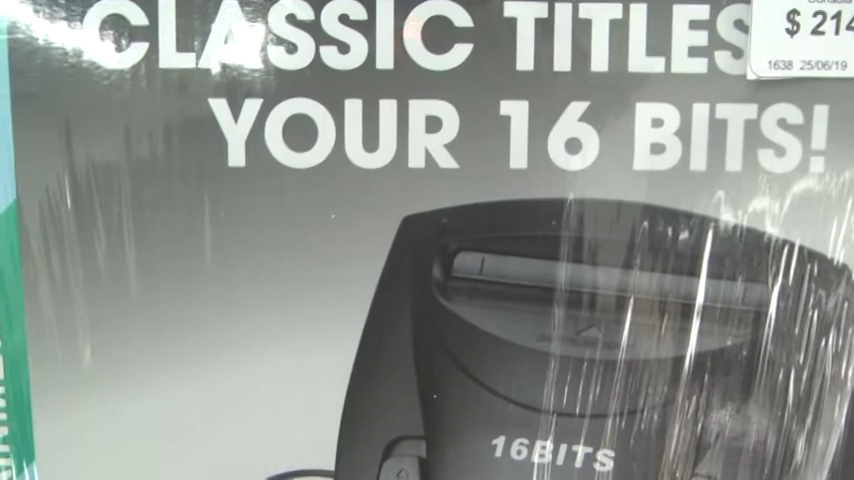 CLASSIC TITLES
YOUR 16 BITS!
$ 214
1638 25/06/19
16BITS